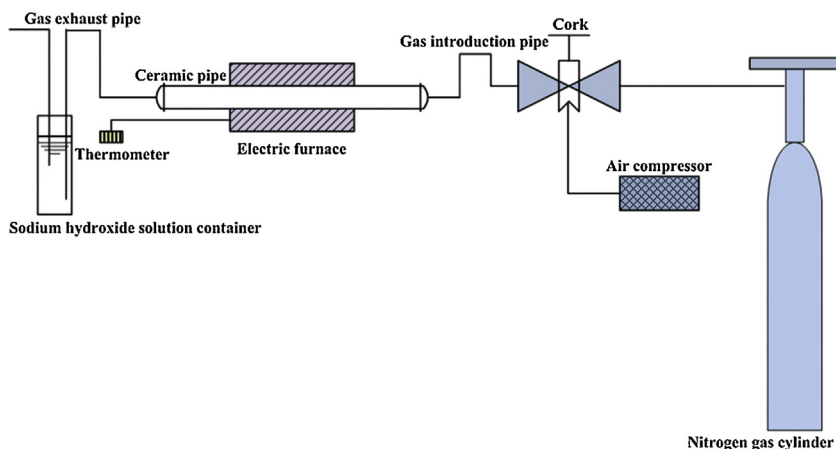 Gas exhaust pipe
Cork
Gas introduction pipe
Ceramic pipe
Thermometer
Electric furnace
Air compressor
Sodium hydroxide solution container
Nitrogen gas cylinder